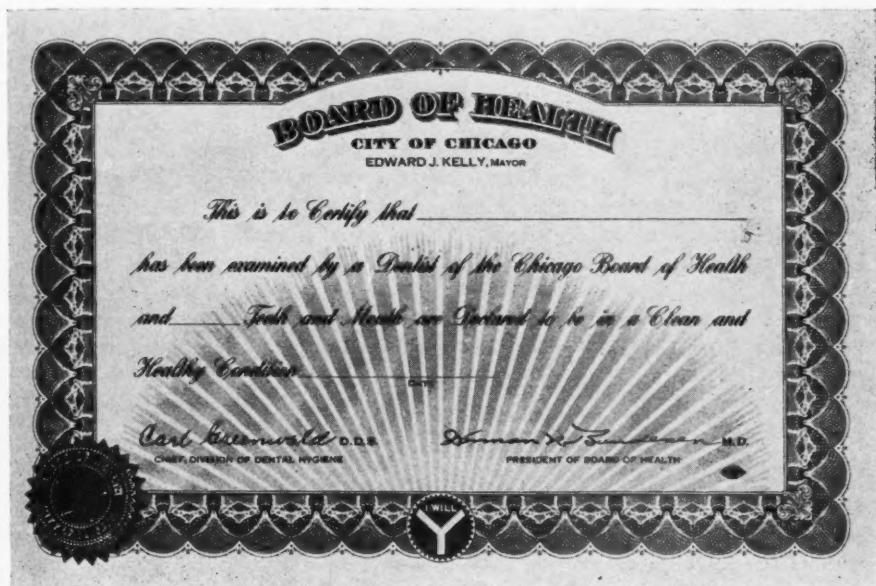 BOARD OF HEALTH
CITY OF CHICAGO
EDWARD J. KELLY, MAYOR
This is to Certify that
has been examined by a Dentist of the Chicago Board of Health
and Teeth and Mouth are Declared to be in a Clean and
Healthy Condition
DATE
Carl Greenwald D.D.S. Herman N. Bundesen M.D.
CHIEF, DIVISION OF DENTAL HYGIENE PRESIDENT OF BOARD OF HEALTH
I WILL